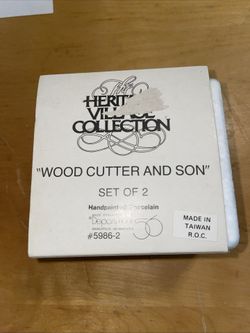 The
HERITAGE
VILLAGE
COLLECTION
"WOOD CUTTER AND SON"
SET OF 2
Handpainted Porcelain
Department 56
#5986-2
MADE IN
TAIWAN
R.O.C.